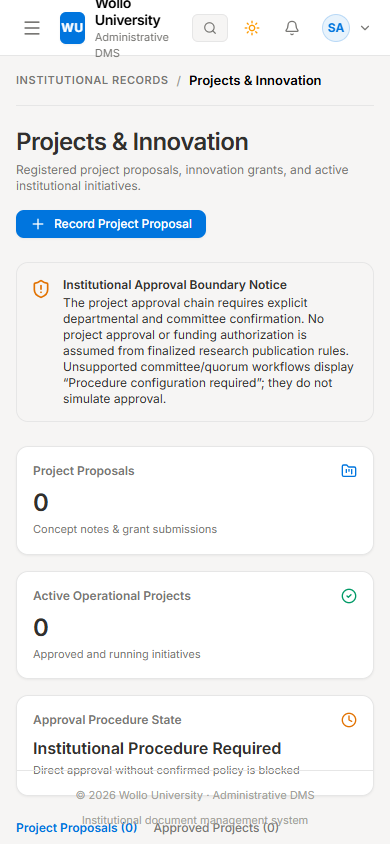 WU
Wollo
University
Administrative
DMS
SA
INSTITUTIONAL RECORDS / Projects & Innovation
Projects & Innovation
Registered project proposals, innovation grants, and active
institutional initiatives.
Record Project Proposal
Institutional Approval Boundary Notice
The project approval chain requires explicit
departmental and committee confirmation. No
project approval or funding authorization is
assumed from finalized research publication rules.
Unsupported committee/quorum workflows display
“Procedure configuration required”; they do not
simulate approval.
Project Proposals
0
Concept notes & grant submissions
Active Operational Projects
0
Approved and running initiatives
Approval Procedure State
Institutional Procedure Required
Direct approval without confirmed policy is blocked
© 2026 Wollo University · Administrative DMS
Institutional document management system
Project Proposals (0) Approved Projects (0)